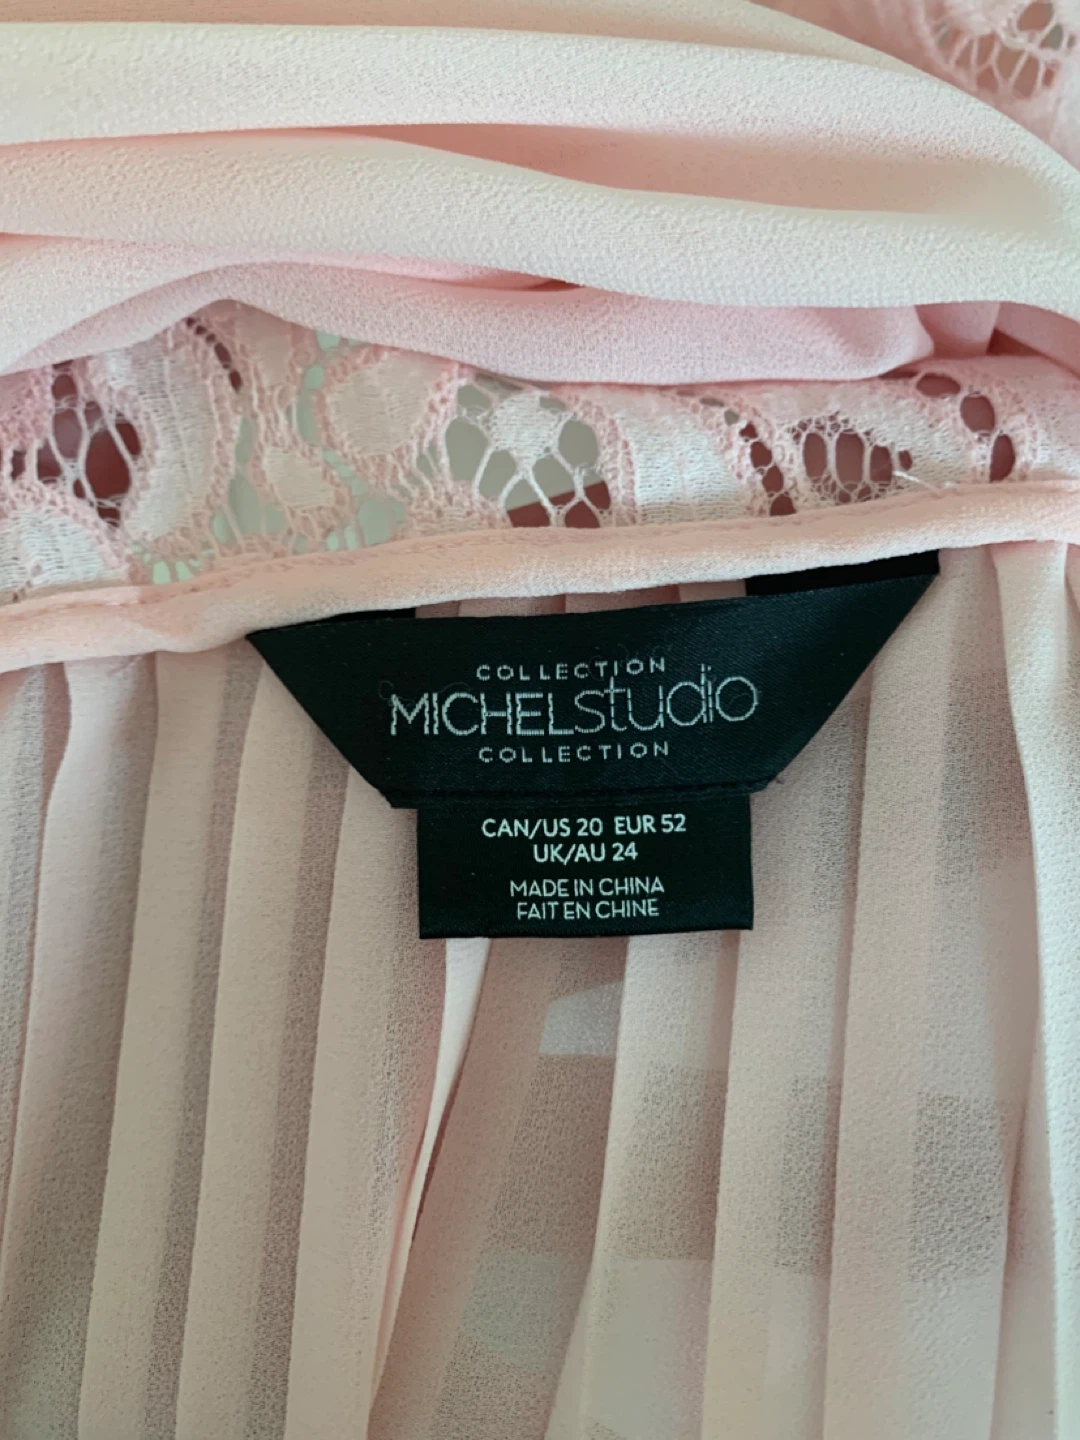 COLLECTION
MICHELstudio
COLLECTION
CAN/US 20 EUR 52
UK/AU 24
MADE IN CHINA
FAIT EN CHINE